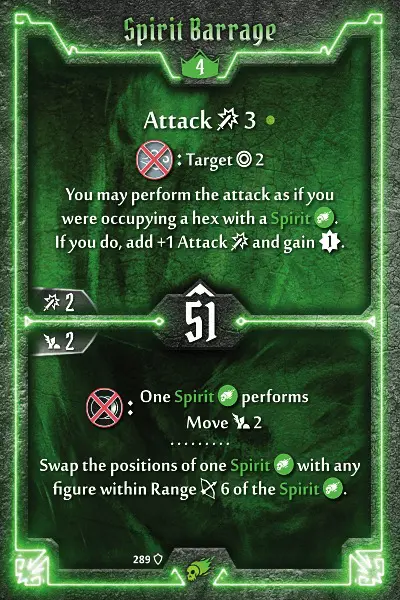 Spirit Barrage
4
Attack 3
: Target 2
You may perform the attack as if you
were occupying a hex with a Spirit.
If you do, add +1 Attack and gain 1.
2
51
2
: One Spirit performs
Move 2
Swap the positions of one Spirit with any
figure within Range 6 of the Spirit.
289